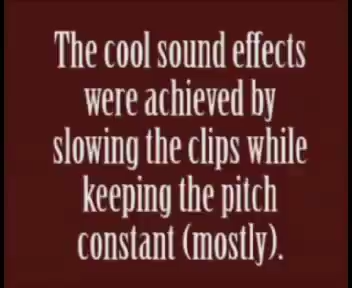 The cool sound effects
were achieved by
slowing the clips while
keeping the pitch
constant (mostly).